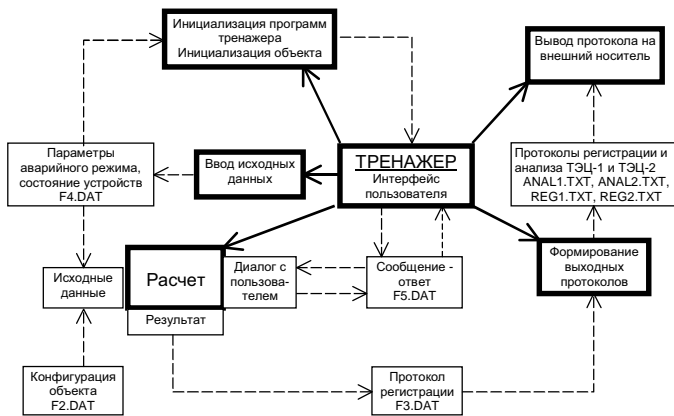 Инициализация программ
тренажера
Инициализация объекта
Вывод протокола на
внешний носитель
Параметры
аварийного режима,
состояние устройств
F4.DAT
Ввод исходных
данных
ТРЕНАЖЕР
Интерфейс
пользователя
Протоколы регистрации и
анализа ТЭЦ-1 и ТЭЦ-2
ANAL1.TXT, ANAL2.TXT,
REG1.TXT, REG2.TXT
Исходные
данные
Расчет
Диалог с
пользова-
телем
Сообщение -
ответ
F5.DAT
Формирование
выходных
протоколов
Результат
Конфигурация
объекта
F2.DAT
Протокол
регистрации
F3.DAT